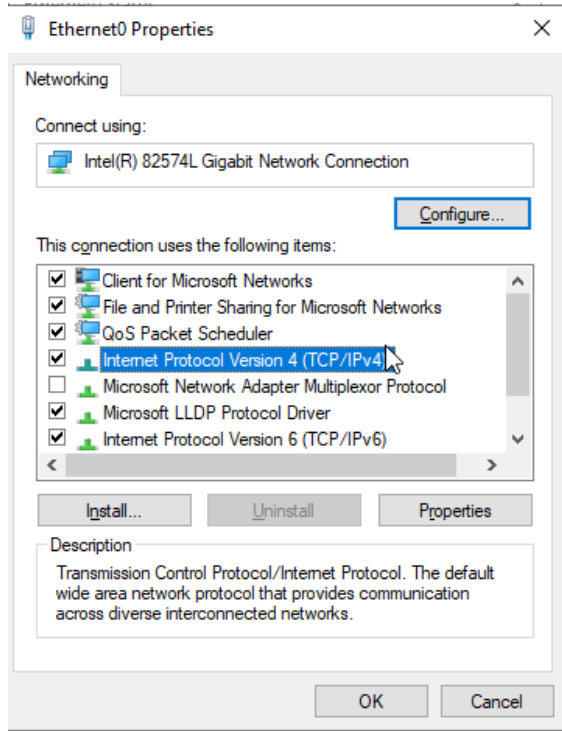 Ethernet0 Properties
Networking
Connect using:
Intel(R) 82574L Gigabit Network Connection
Configure...
This connection uses the following items:
Client for Microsoft Networks
File and Printer Sharing for Microsoft Networks
QoS Packet Scheduler
Internet Protocol Version 4 (TCP/IPv4)
Microsoft Network Adapter Multiplexor Protocol
Microsoft LLDP Protocol Driver
Internet Protocol Version 6 (TCP/IPv6)
Install...
Uninstall
Properties
Description
Transmission Control Protocol/Internet Protocol. The default
wide area network protocol that provides communication
across diverse interconnected networks.
OK
Cancel